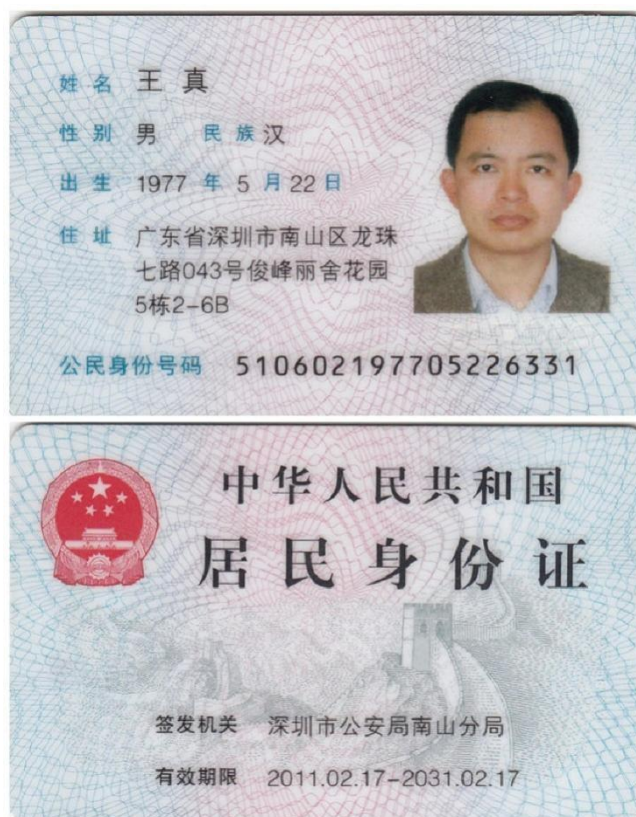 姓名 王真
性别 男 民族 汉
出生 1977 年 5 月 22 日
住址 广东省深圳市南山区龙珠
七路043号俊峰丽舍花园
5栋2-6B
公民身份号码 510602197705226331
中华人民共和国
居民身份证
签发机关 深圳市公安局南山分局
有效期限 2011.02.17-2031.02.17